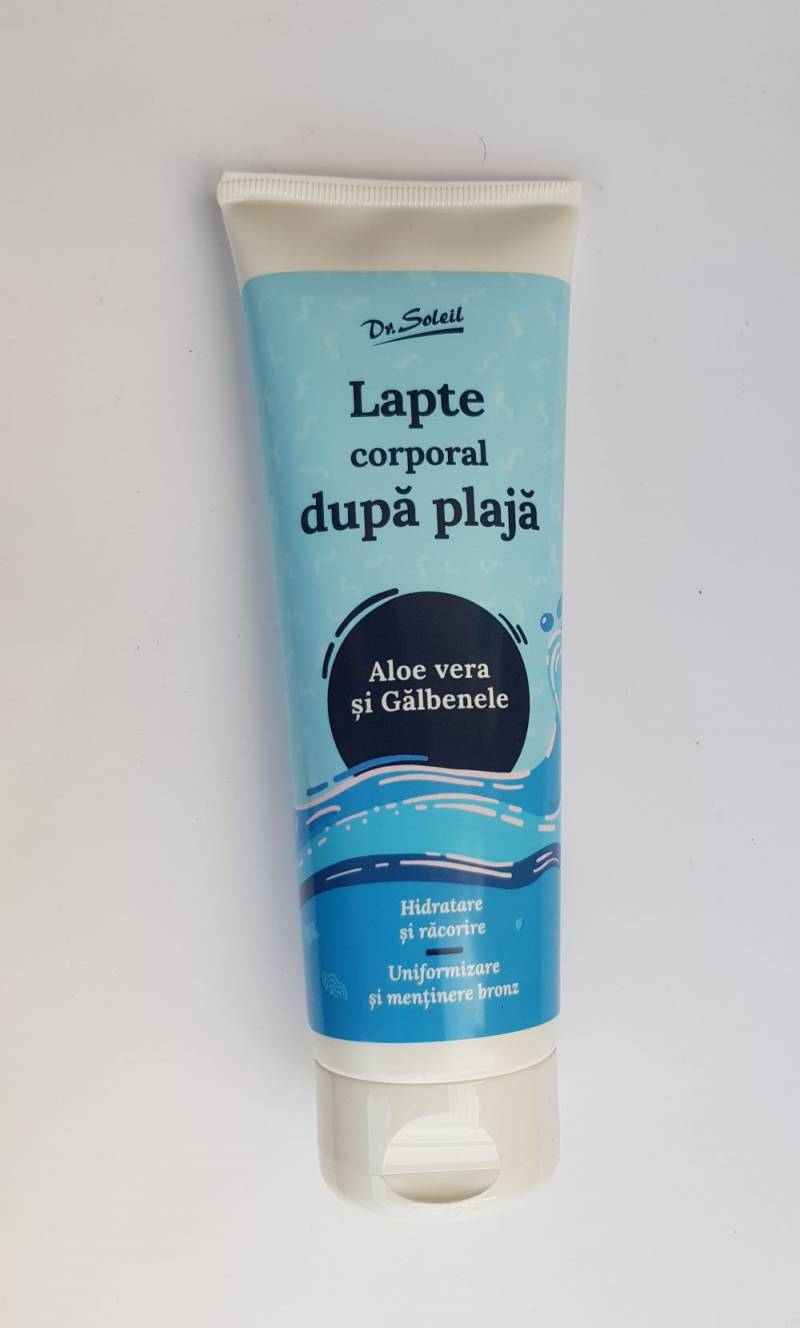 Dr. Soleil
Lapte
corporal
după plajă
Aloe vera
și Gălbenele
Hidratare
și răcorire
Uniformizare
și menținere bronz